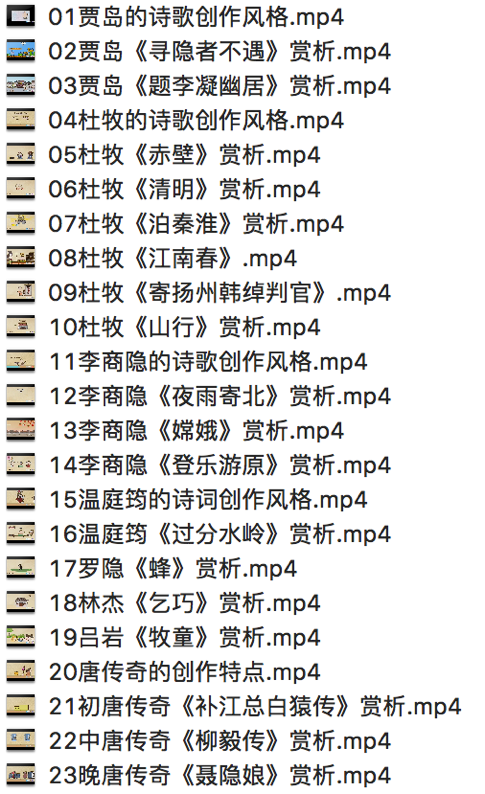 01贾岛的诗歌创作风格.mp4
02贾岛《寻隐者不遇》赏析.mp4
03贾岛《题李凝幽居》赏析.mp4
04杜牧的诗歌创作风格.mp4
05杜牧《赤壁》赏析.mp4
06杜牧《清明》赏析.mp4
07杜牧《泊秦淮》赏析.mp4
08杜牧《江南春》.mp4
09杜牧《寄扬州韩绰判官》.mp4
10杜牧《山行》赏析.mp4
11李商隐的诗歌创作风格.mp4
12李商隐《夜雨寄北》赏析.mp4
13李商隐《嫦娥》赏析.mp4
14李商隐《登乐游原》赏析.mp4
15温庭筠的诗词创作风格.mp4
16温庭筠《过分水岭》赏析.mp4
17罗隐《蜂》赏析.mp4
18林杰《乞巧》赏析.mp4
19吕岩《牧童》赏析.mp4
20唐传奇的创作特点.mp4
21初唐传奇《补江总白猿传》赏析.mp4
22中唐传奇《柳毅传》赏析.mp4
23晚唐传奇《聂隐娘》赏析.mp4